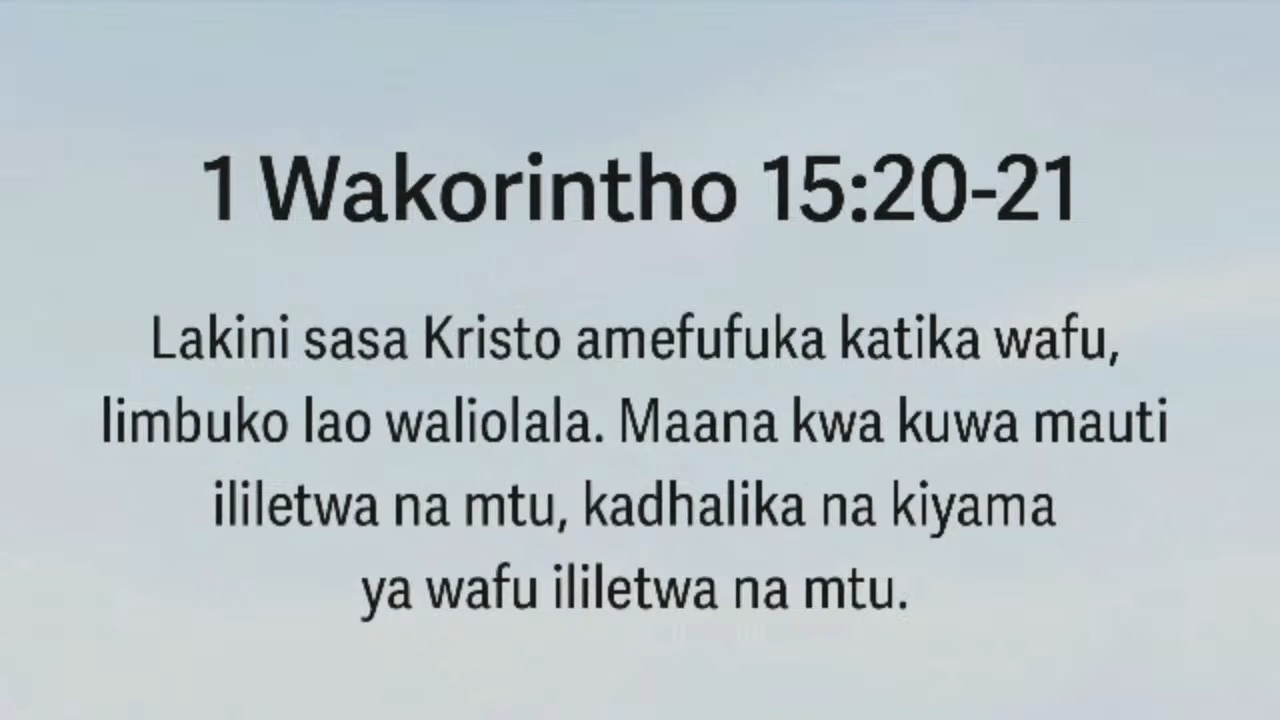 1 Wakorintho 15:20-21
Lakini sasa Kristo amefufuka katika wafu,
limbuko lao waliolala. Maana kwa kuwa mauti
ililetwa na mtu, kadhalika na kiyama
ya wafu ililetwa na mtu.